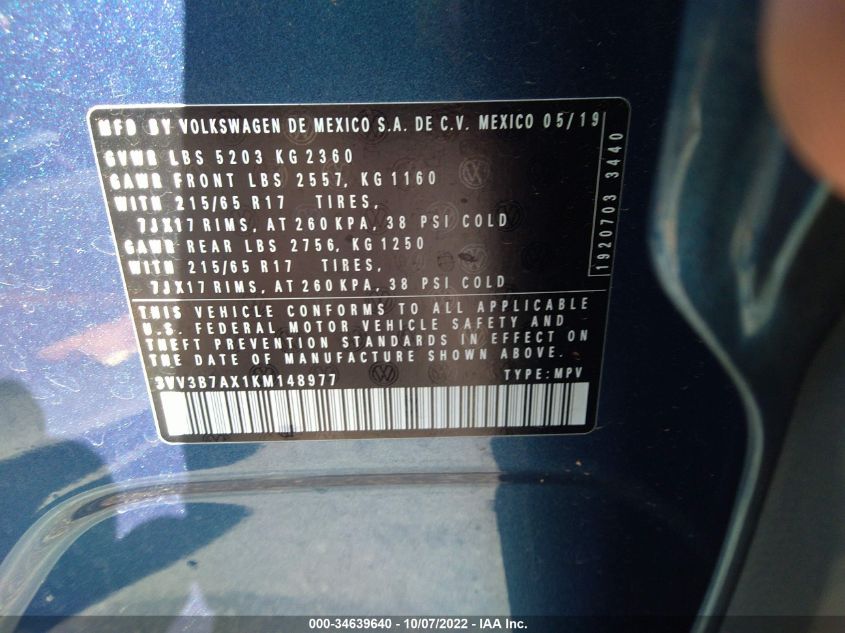 MFD BY VOLKSWAGEN DE MEXICO S.A. DE C.V. MEXICO 05/19
GVWR LBS 5203 KG 2360
GAWR FRONT LBS 2557, KG 1160
WITH 215/65 R17 TIRES,
7JX17 RIMS, AT 260 KPA, 38 PSI COLD
GAWR REAR LBS 2756, KG 1250
WITH 215/65 R17 TIRES,
7JX17 RIMS, AT 260 KPA, 38 PSI COLD
THIS VEHICLE CONFORMS TO ALL APPLICABLE
U.S. FEDERAL MOTOR VEHICLE SAFETY AND
THEFT PREVENTION STANDARDS IN EFFECT ON
THE DATE OF MANUFACTURE SHOWN ABOVE.
3VV3B7AX1KM148977 TYPE: MPV
1920703 3440
000-34639640 - 10/07/2022 - IAA Inc.